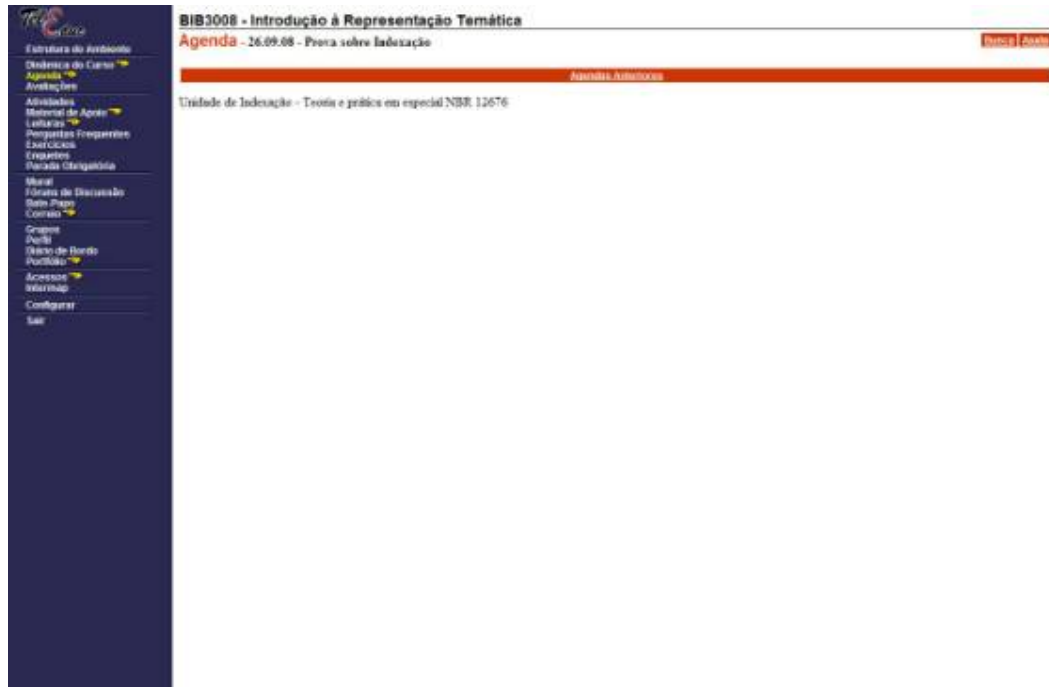 TelEduc
Estrutura do Ambiente
Dinâmica do Curso
Agenda
Avaliações
Atividades
Material de Apoio
Leituras
Perguntas Frequentes
Exercícios
Enquetes
Parada Obrigatória
Mural
Fóruns de Discussão
Bate-Papo
Correio
Grupos
Perfil
Diário de Bordo
Portfólio
Acessos
Intermap
Configurar
Sair
BIB3008 - Introdução à Representação Temática
Agenda - 26.09.08 - Prova sobre Indexação
Busca Ajuda
Agendas Anteriores
Unidade de Indexação - Teoria e prática em especial NBR 12676